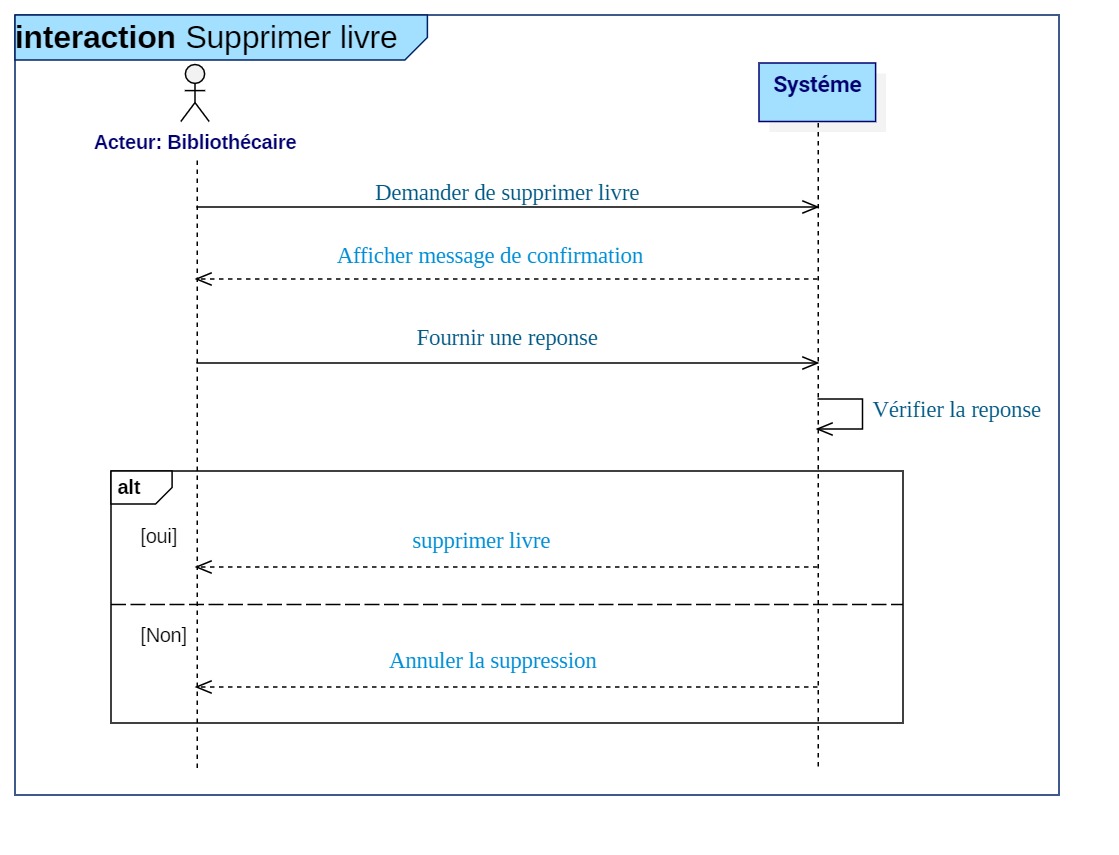 interaction Supprimer livre
Systéme
Acteur: Bibliothécaire
Demander de supprimer livre
Afficher message de confirmation
Fournir une reponse
Vérifier la reponse
alt
[oui]
supprimer livre
[Non]
Annuler la suppression